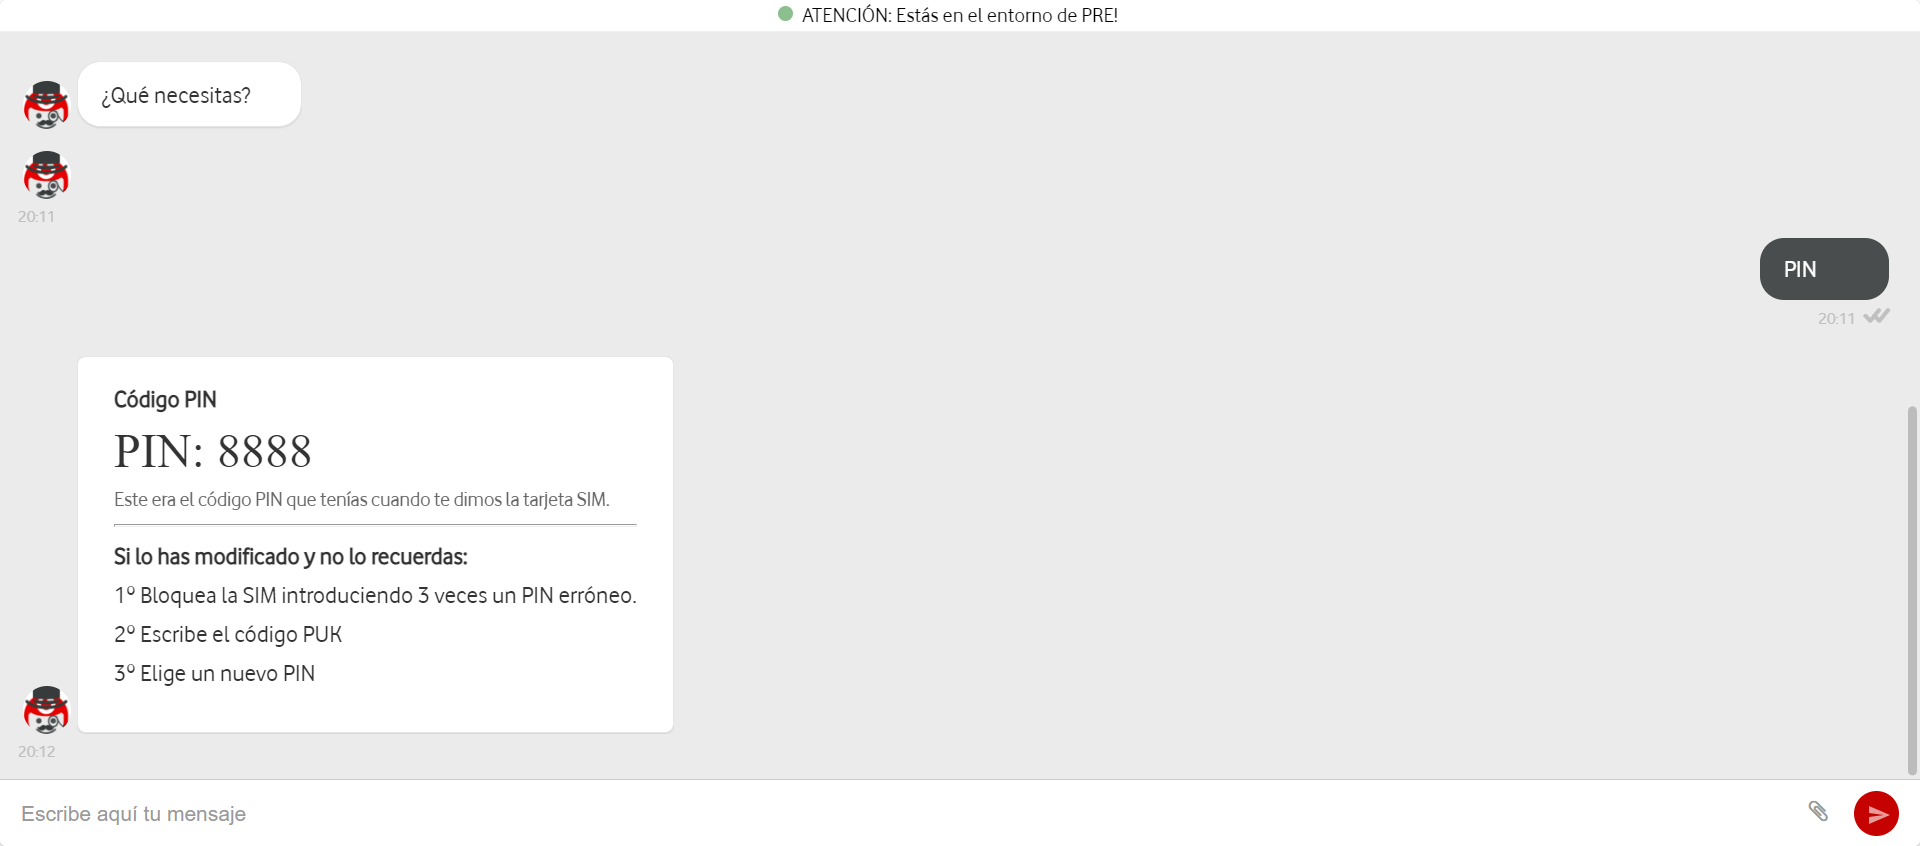 ATENCIÓN: Estás en el entorno de PRE!
¿Qué necesitas?
20:11
PIN
20:11
Código PIN
PIN: 8888
Este era el código PIN que tenías cuando te dimos la tarjeta SIM.
Si lo has modificado y no lo recuerdas:
1º Bloquea la SIM introduciendo 3 veces un PIN erróneo.
2º Escribe el código PUK
3º Elige un nuevo PIN
20:12
Escribe aquí tu mensaje